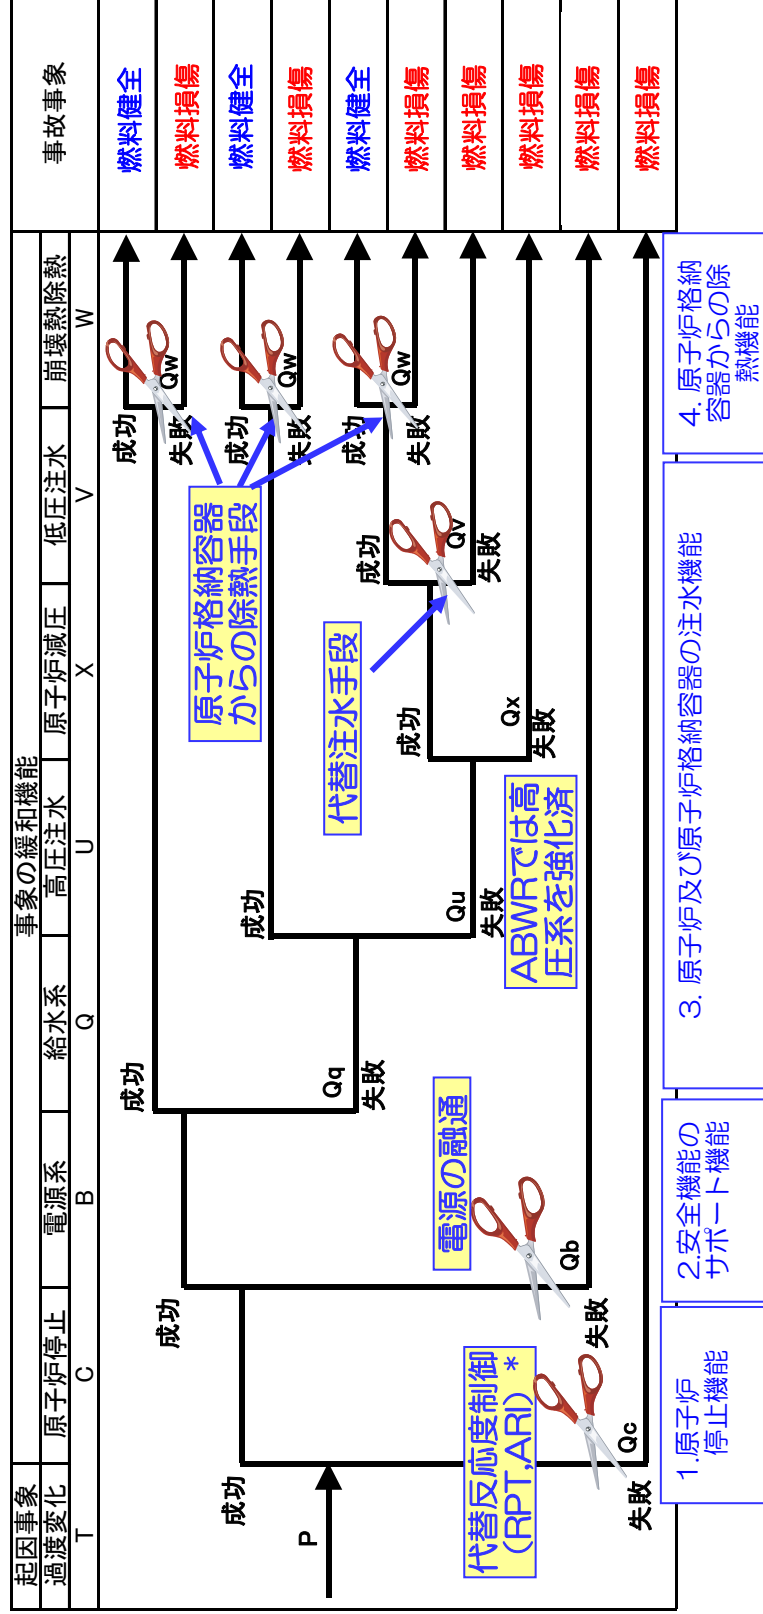 起因事象
過渡変化
T
事象の緩和機能
原子炉停止
C
電源系
B
給水系
Q
高圧注水
U
原子炉減圧
X
低圧注水
V
崩壊熱除熱
W
事故事象
P
成功
失敗
Qc
成功
失敗
Qb
成功
失敗
Qq
成功
失敗
Qu
成功
失敗
Qx
成功
失敗
Qv
成功
失敗
Qw
成功
失敗
Qw
成功
失敗
Qw
燃料健全
燃料損傷
燃料健全
燃料損傷
燃料健全
燃料損傷
燃料損傷
燃料損傷
燃料損傷
燃料損傷
原子炉格納容器
からの除熱手段
代替注水手段
ABWRでは高
圧系を強化済
電源の融通
代替反応度制御
（RPT,ARI）*
1.原子炉
停止機能
2.安全機能の
サポート機能
3. 原子炉及び原子炉格納容器の注水機能
4. 原子炉格納
容器からの除
熱機能